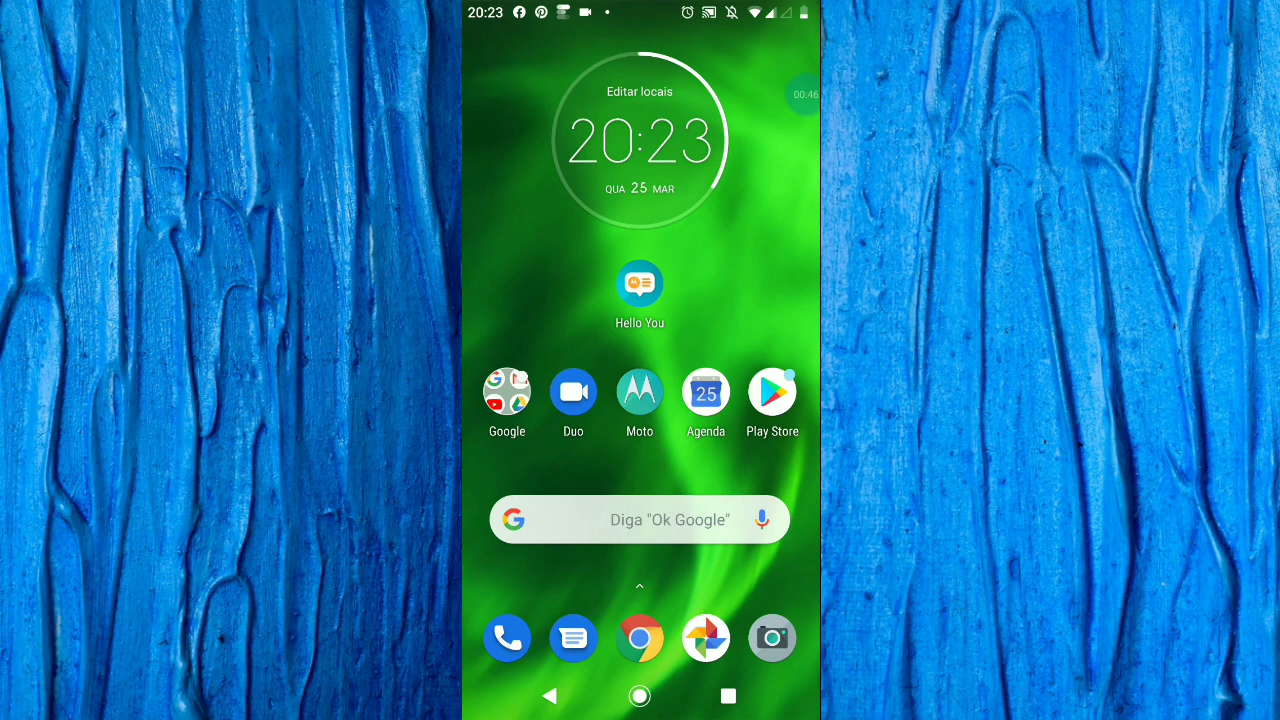 20:23
00:46
Editar locais
20:23
QUA 25 MAR
Hello You
Google
Duo
Moto
25
Agenda
Play Store
Diga "Ok Google"